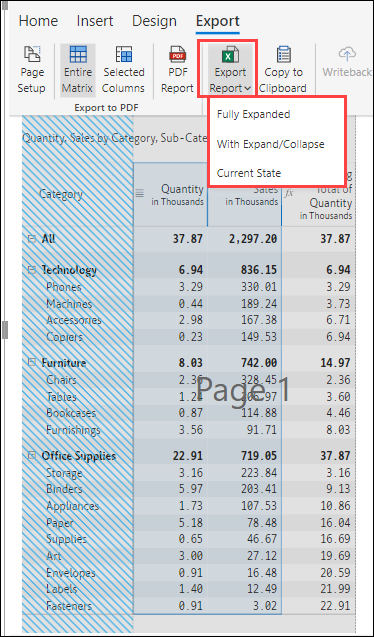 Home Insert Design Export
Page Setup
Entire Matrix
Selected Columns
PDF Report
Export Report
Copy to Clipboard
Writeback
Export to PDF
Fully Expanded
With Expand/Collapse
Current State
Quantity, Sales by Category, Sub-Cate
Category Quantity in Thousands Sales in Thousands fx Total of Quantity in Thousands
All 37.87 2,297.20 37.87
Technology 6.94 836.15 6.94
Phones 3.29 330.01 3.29
Machines 0.44 189.24 3.73
Accessories 2.98 167.38 6.71
Copiers 0.23 149.53 6.94
Furniture 8.03 742.00 14.97
Chairs 2.36 328.45 2.36
Page 1
Tables 3.60
Bookcases 0.87 114.88 4.46
Furnishings 3.56 91.71 8.03
Office Supplies 22.91 719.05 37.87
Storage 3.16 223.84 3.16
Binders 5.97 203.41 9.13
Appliances 1.73 107.53 10.86
Paper 5.18 78.48 16.04
Supplies 0.65 46.67 16.69
Art 3.00 27.12 19.69
Envelopes 0.91 16.48 20.59
Labels 1.40 12.49 21.99
Fasteners 0.91 3.02 22.91